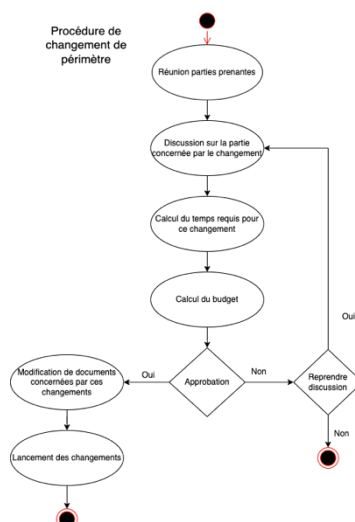 Procédure de
changement de
périmètre
Réunion parties prenantes
Discussion sur la partie
concernée par le changement
Calcul du temps requis pour
ce changement
Calcul du budget
Oui
Modification de documents
concernées par ces
changements
Oui
Approbation
Non
Reprendre
discussion
Non
Lancement des changements